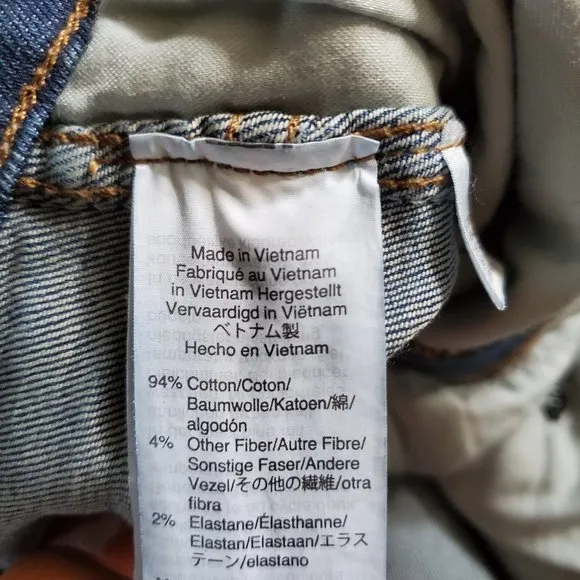 Made in Vietnam
Fabriqué au Vietnam
in Vietnam Hergestellt
Vervaardigd in Viëtnam
ベトナム製
Hecho en Vietnam
94% Cotton/Coton/
Baumwolle/Katoen/綿/
algodón
4% Other Fiber/Autre Fibre/
Sonstige Faser/Andere
Vezel/その他の繊維/otra
fibra
2% Elastane/Élasthanne/
Elastan/Elastaan/エラス
テーン/elastano